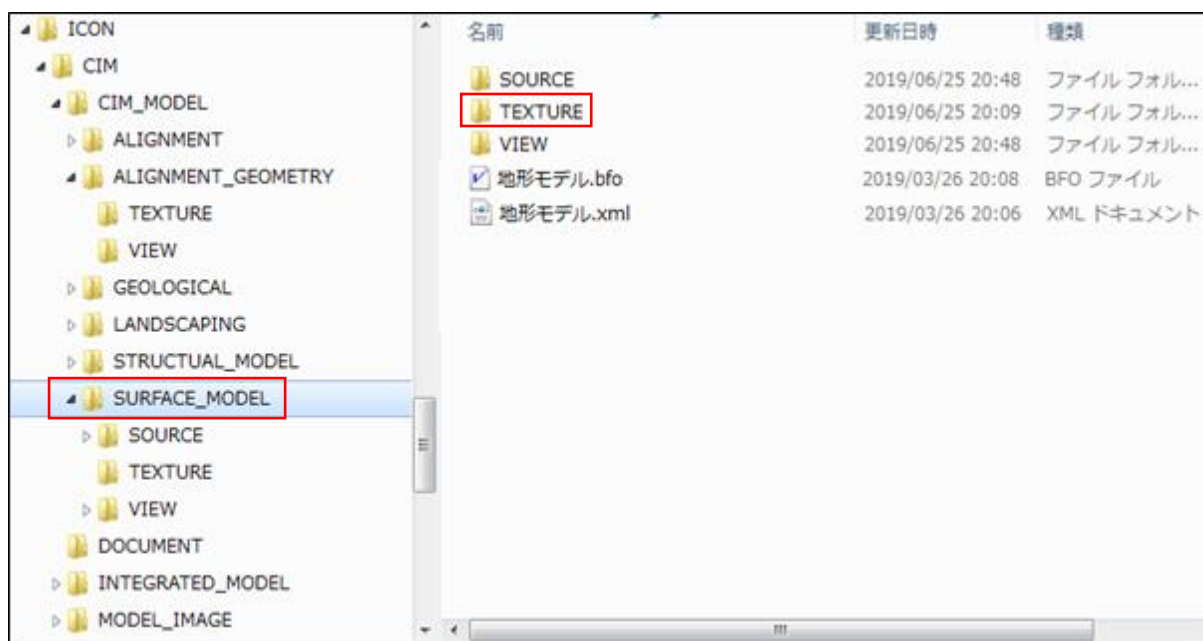 ICON
CIM
CIM_MODEL
ALIGNMENT
ALIGNMENT_GEOMETRY
TEXTURE
VIEW
GEOLOGICAL
LANDSCAPING
STRUCTUAL_MODEL
SURFACE_MODEL
SOURCE
TEXTURE
VIEW
DOCUMENT
INTEGRATED_MODEL
MODEL_IMAGE
名前 更新日時 種類
SOURCE 2019/06/25 20:48 ファイル フォル...
TEXTURE 2019/06/25 20:09 ファイル フォル...
VIEW 2019/06/25 20:48 ファイル フォル...
地形モデル.bfo 2019/03/26 20:08 BFO ファイル
地形モデル.xml 2019/03/26 20:06 XML ドキュメント